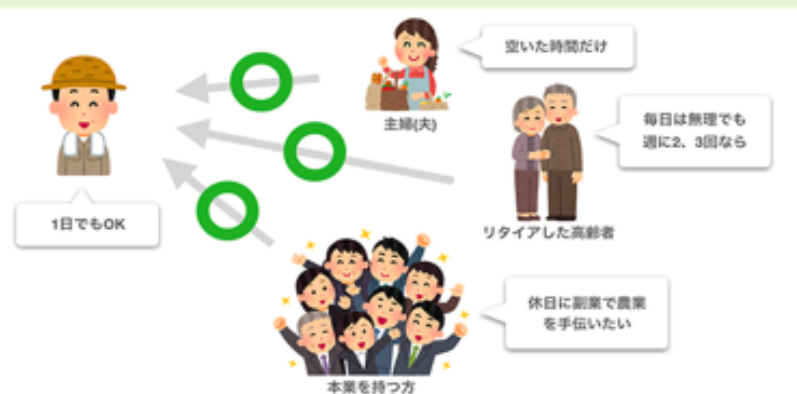 空いた時間だけ
主婦(夫)
毎日は無理でも
週に2、3回なら
1日でもOK
リタイアした高齢者
休日に副業で農業
を手伝いたい
本業を持つ方